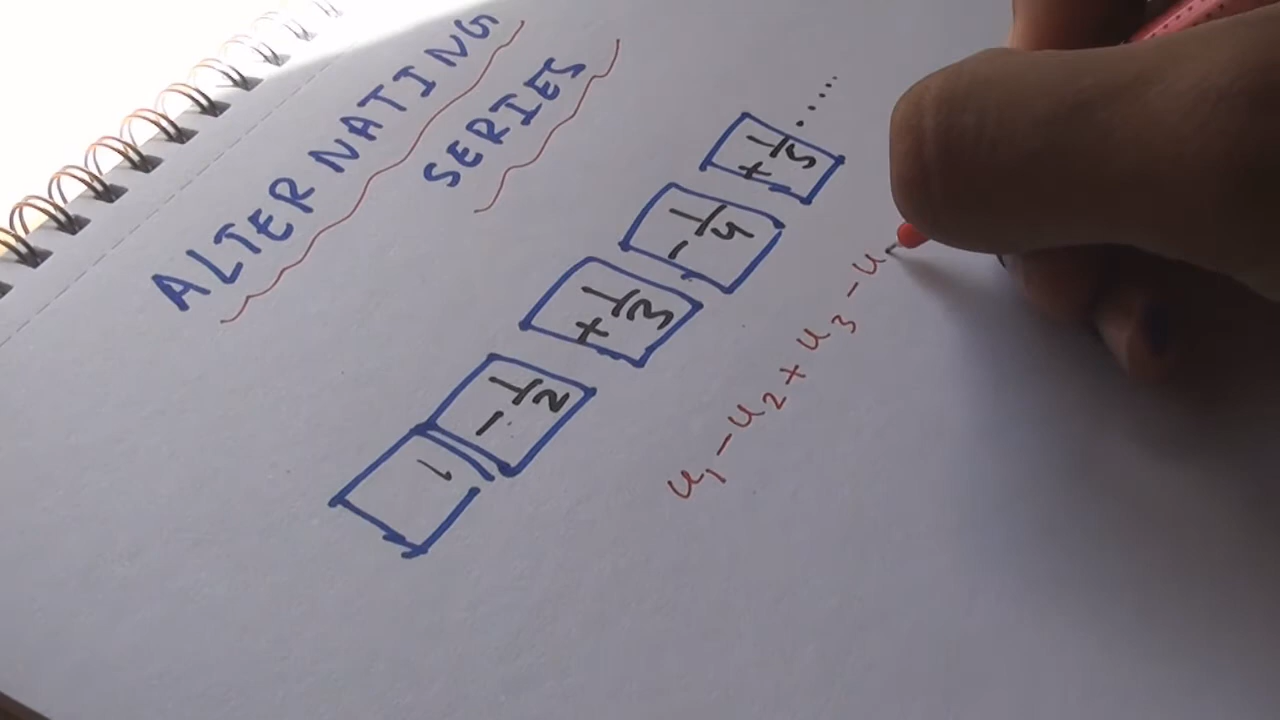 ALTERNATING
SERIES
1 -1/2 +1/3 -1/4 +1/5 ......
u₁ - u₂ + u₃ - u